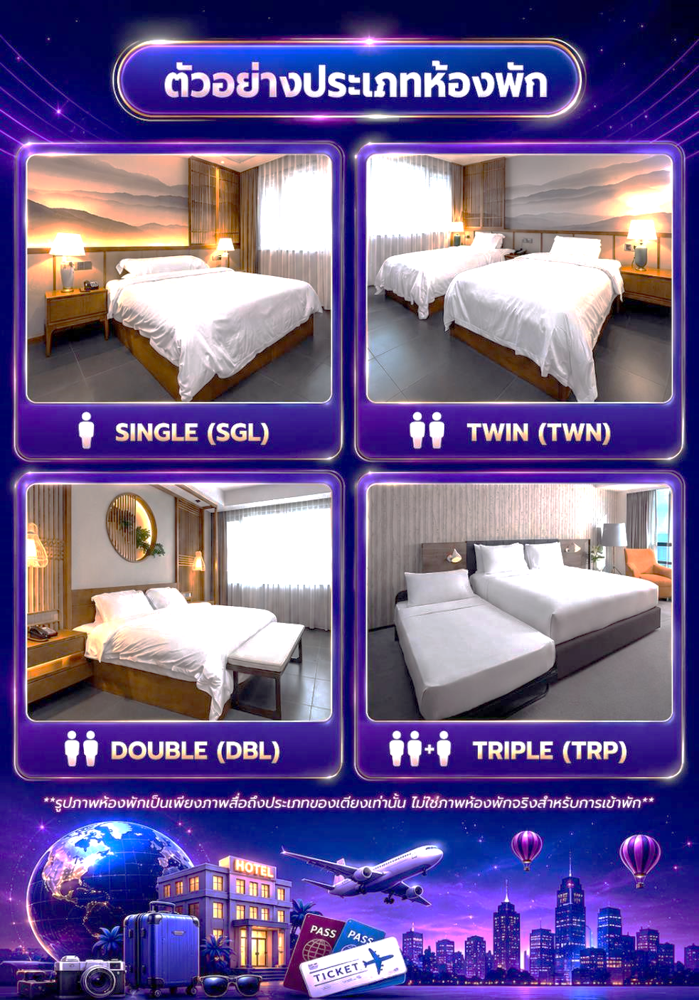 ตัวอย่างประเภทห้องพัก
SINGLE (SGL)
TWIN (TWN)
DOUBLE (DBL)
+
TRIPLE (TRP)
**รูปภาพห้องพักเป็นเพียงภาพสื่อถึงประเภทของเตียงเท่านั้น ไม่ใช่ภาพห้องพักจริงสำหรับการเข้าพัก**
HOTEL
PASS
PASS
TICKET